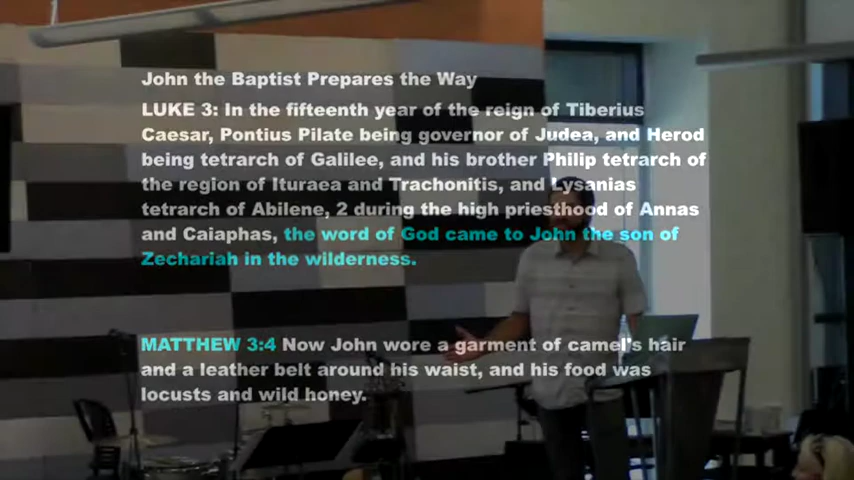 John the Baptist Prepares the Way
LUKE 3: In the fifteenth year of the reign of Tiberius
Caesar, Pontius Pilate being governor of Judea, and Herod
being tetrarch of Galilee, and his brother Philip tetrarch of
the region of Ituraea and Trachonitis, and Lysanias
tetrarch of Abilene, 2 during the high priesthood of Annas
and Caiaphas, the word of God came to John the son of
Zechariah in the wilderness.
MATTHEW 3:4 Now John wore a garment of camel's hair
and a leather belt around his waist, and his food was
locusts and wild honey.